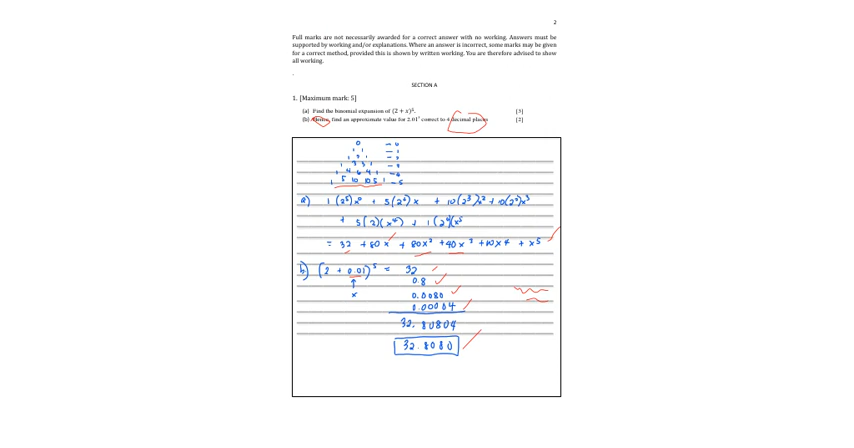 2
Full marks are not necessarily awarded for a correct answer with no working. Answers must be
supported by working and/or explanations. Where an answer is incorrect, some marks may be given
for a correct method, provided this is shown by written working. You are therefore advised to show
all working.
SECTION A
1. [Maximum mark: 5]
(a) Find the binomial expansion of (2 + x)⁵. [3]
(b) Hence, find an approximate value for 2.01⁵ correct to 4 decimal places [2]
0 - 0
1 1 - 1
1 2 1 - 2
1 3 3 1 - 3
1 4 6 4 1 - 4
1 5 10 10 5 1 - 5
a) 1(2⁵)x⁰ + 5(2⁴)x + 10(2³)x² + 10(2²)x³
+ 5(2)(x⁴) + 1(2⁰)(x⁵
= 32 + 80x + 80x² + 40x³ + 10x⁴ + x⁵
b) (2 + 0.01)⁵ = 32
↑ 0.8
x 0.0080
0.00004
32.80804
32.8080